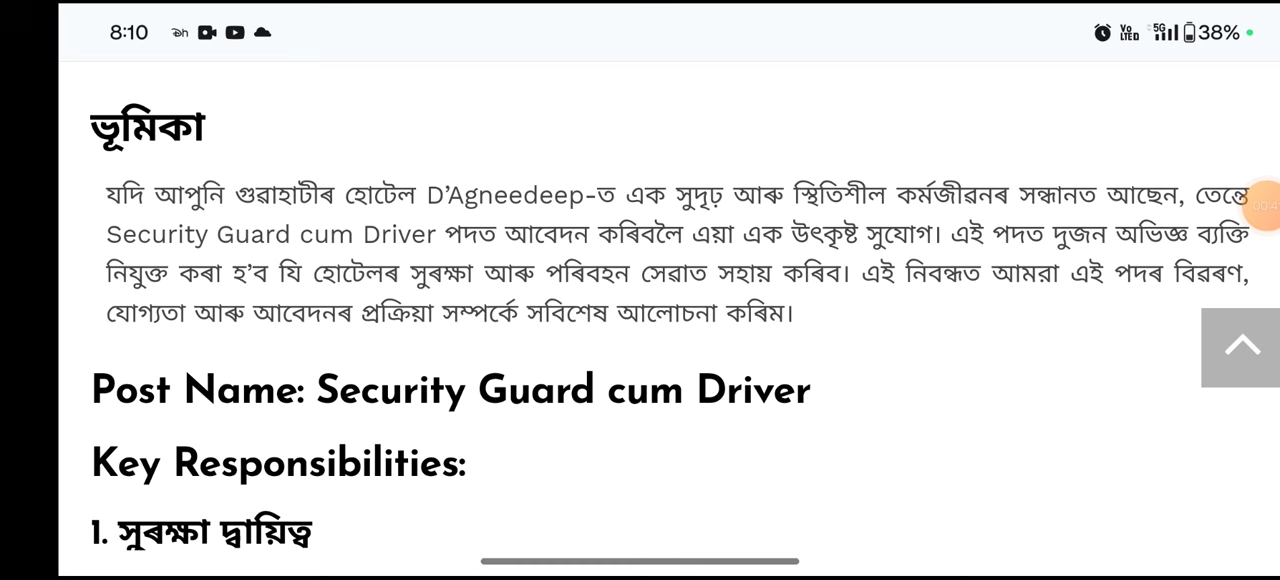 8:10
38%
ভূমিকা
যদি আপুনি গুৱাহাটীৰ হোটেল D’Agneedeep-ত এক সুদৃঢ় আৰু স্থিতিশীল কৰ্মজীৱনৰ সন্ধানত আছেন, তেন্তে
Security Guard cum Driver পদত আবেদন কৰিবলৈ এয়া এক উৎকৃষ্ট সুযোগ। এই পদত দুজন অভিজ্ঞ ব্যক্তি
নিযুক্ত কৰা হ’ব যি হোটেলৰ সুৰক্ষা আৰু পৰিবহন সেৱাত সহায় কৰিব। এই নিবন্ধত আমৰা এই পদৰ বিৱৰণ,
যোগ্যতা আৰু আবেদনৰ প্ৰক্ৰিয়া সম্পৰ্কে সবিশেষ আলোচনা কৰিম।
Post Name: Security Guard cum Driver
Key Responsibilities:
1. সুৰক্ষা দ্বায়িত্ব